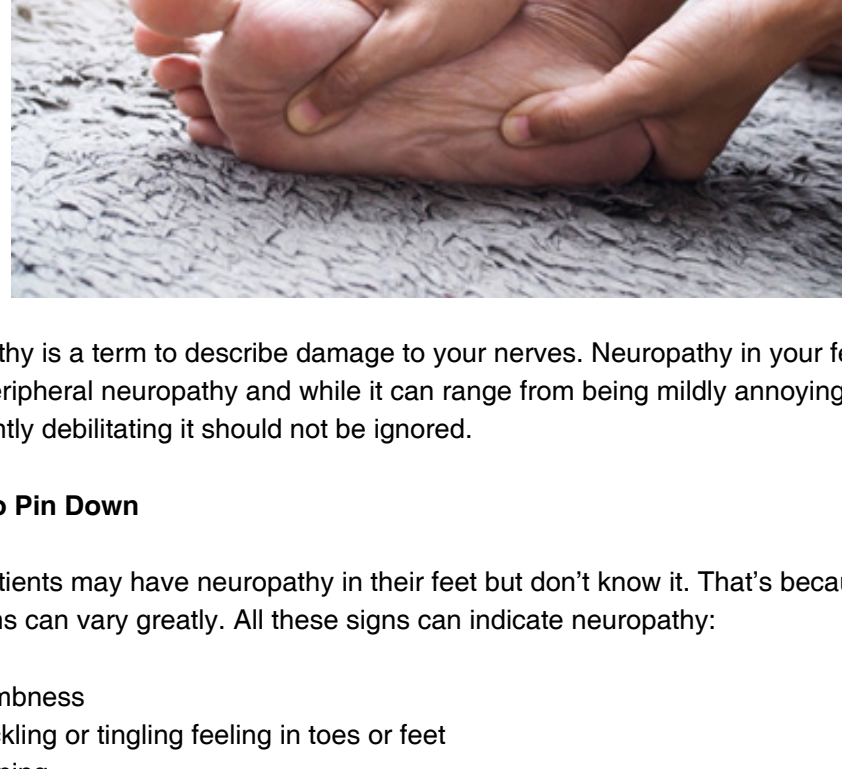 thy is a term to describe damage to your nerves. Neuropathy in your fe
eripheral neuropathy and while it can range from being mildly annoying
ntly debilitating it should not be ignored.
o Pin Down
tients may have neuropathy in their feet but don’t know it. That’s becau
ns can vary greatly. All these signs can indicate neuropathy:
mbness
kling or tingling feeling in toes or feet